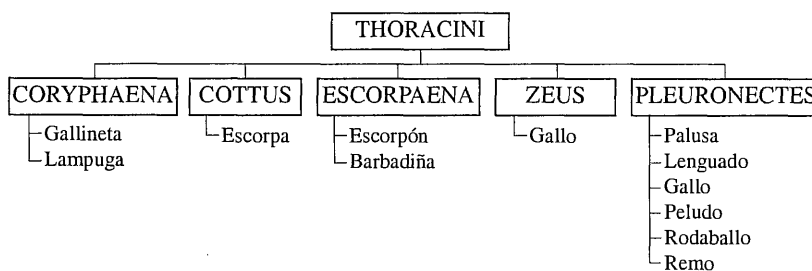 THORACINI
CORYPHAENA
Gallineta
Lampuga
COTTUS
Escorpa
ESCORPAENA
Escorpón
Barbadiña
ZEUS
Gallo
PLEURONECTES
Palusa
Lenguado
Gallo
Peludo
Rodaballo
Remo